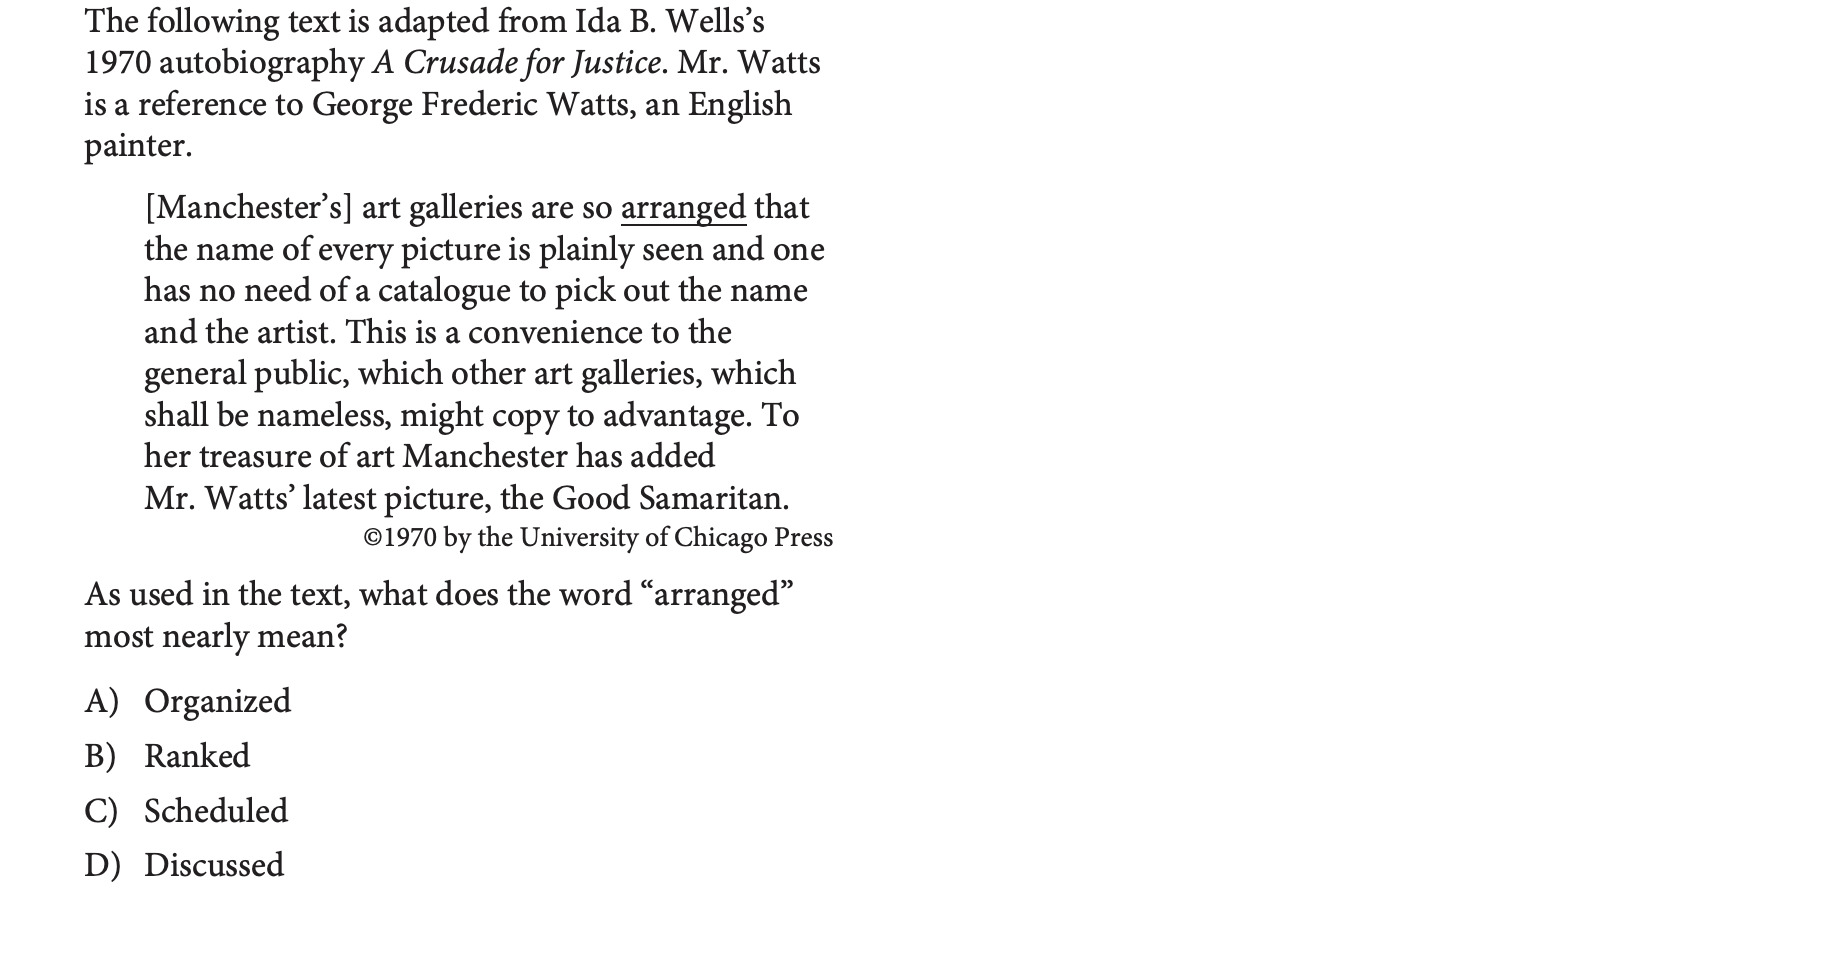 The following text is adapted from Ida B. Wells’s
1970 autobiography A Crusade for Justice. Mr. Watts
is a reference to George Frederic Watts, an English
painter.
[Manchester’s] art galleries are so arranged that
the name of every picture is plainly seen and one
has no need of a catalogue to pick out the name
and the artist. This is a convenience to the
general public, which other art galleries, which
shall be nameless, might copy to advantage. To
her treasure of art Manchester has added
Mr. Watts’ latest picture, the Good Samaritan.
©1970 by the University of Chicago Press
As used in the text, what does the word “arranged”
most nearly mean?
A) Organized
B) Ranked
C) Scheduled
D) Discussed